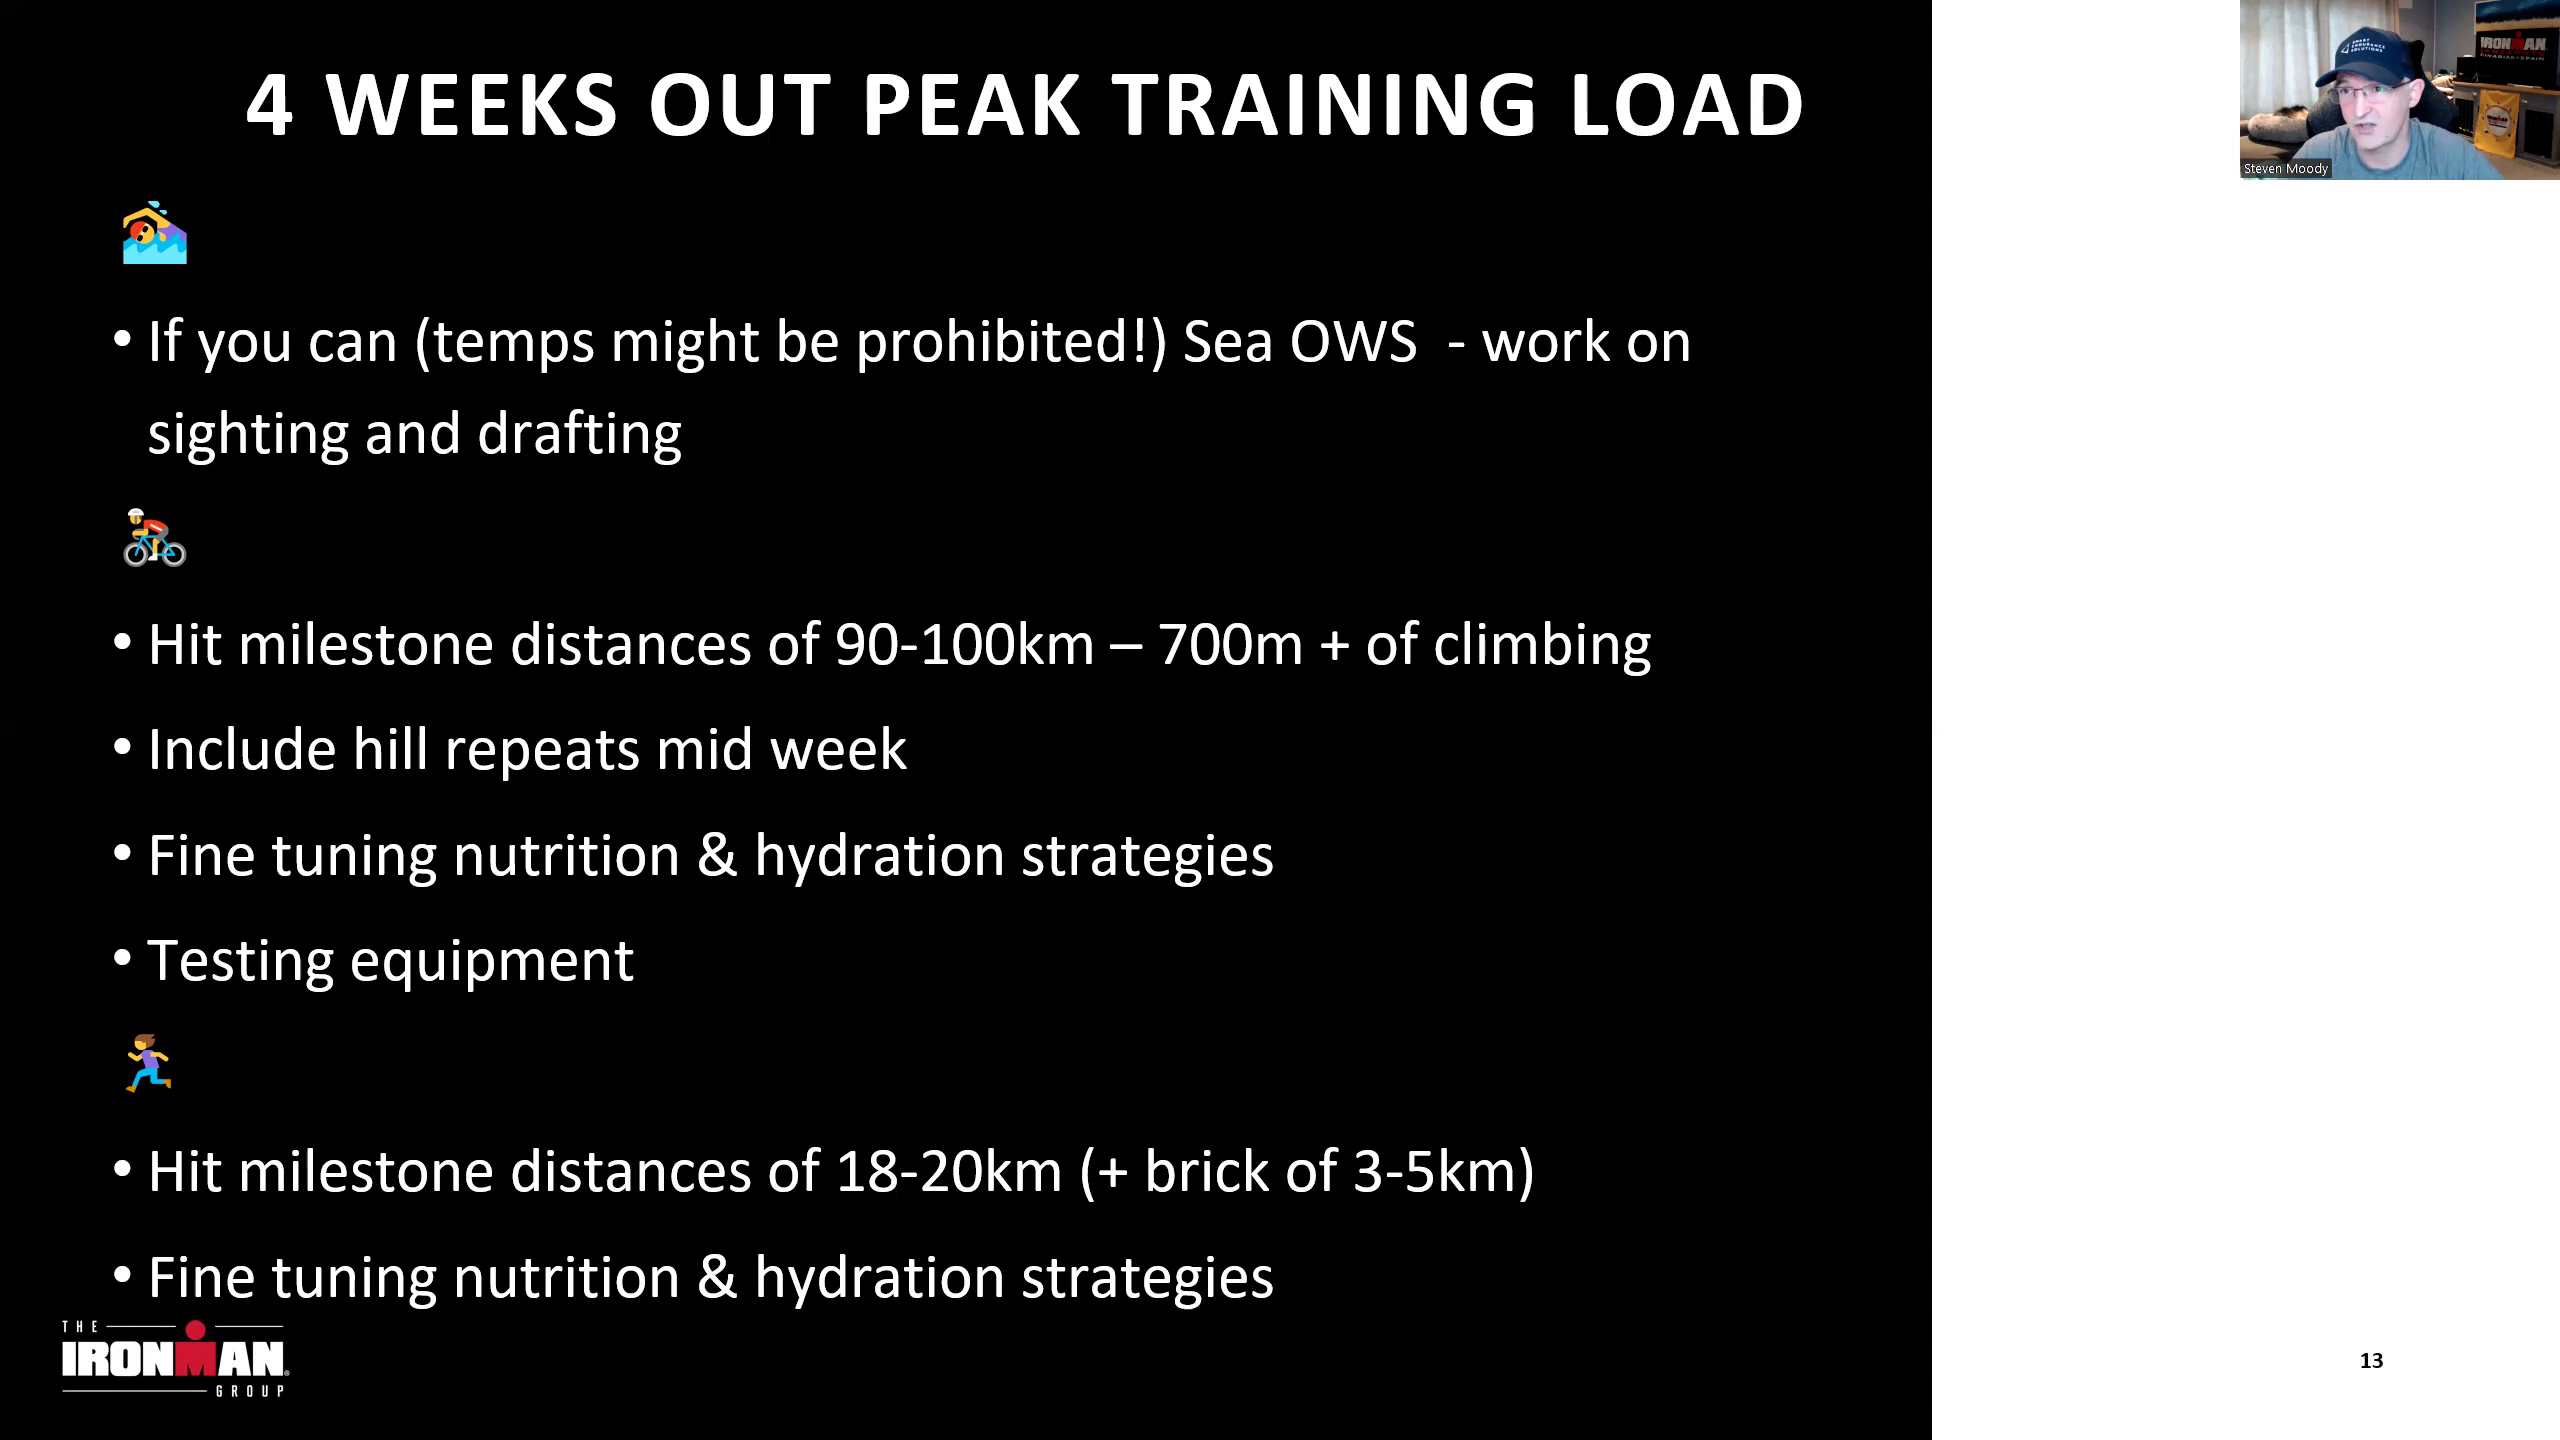 4 WEEKS OUT PEAK TRAINING LOAD
• If you can (temps might be prohibited!) Sea OWS  - work on
sighting and drafting
• Hit milestone distances of 90-100km – 700m + of climbing
• Include hill repeats mid week
• Fine tuning nutrition & hydration strategies
• Testing equipment
• Hit milestone distances of 18-20km (+ brick of 3-5km)
• Fine tuning nutrition & hydration strategies
THE
IRONMAN®
GROUP
13
SMART
ENDURANCE
SOLUTIONS
IRONMAN
Steven Moody